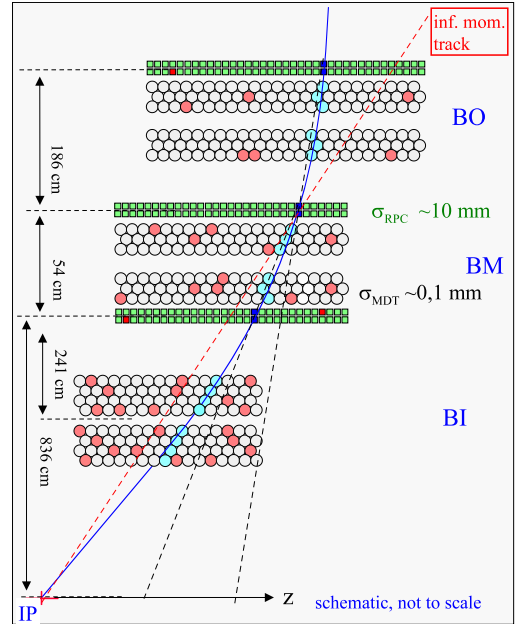 inf. mom.
track
BO
186 cm
σRPC ~10 mm
BM
54 cm
σMDT ~0,1 mm
241 cm
BI
836 cm
z
schematic, not to scale
IP